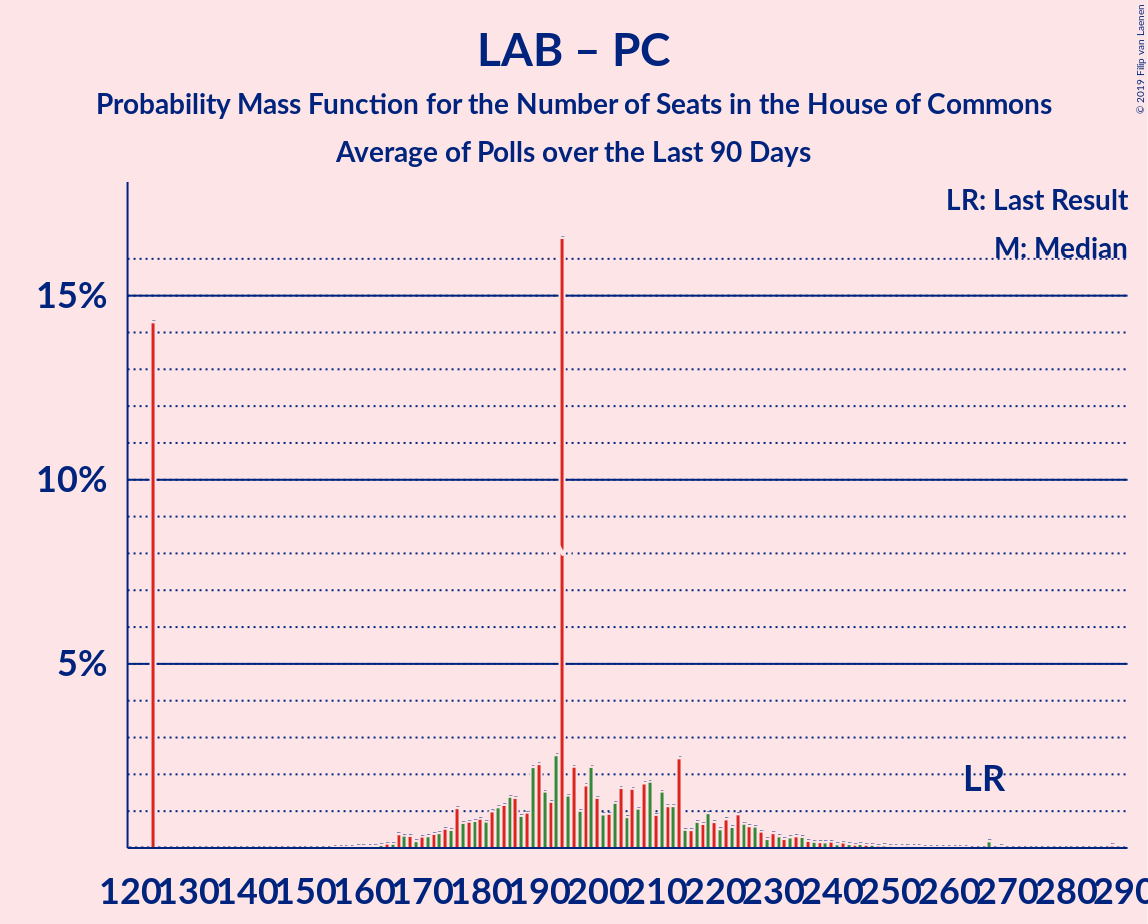 LAB – PC
Probability Mass Function for the Number of Seats in the House of Commons
Average of Polls over the Last 90 Days
© 2019 Filip van Laenen
LR: Last Result
M: Median
15%
10%
5%
LR
120 130 140 150 160 170 180 190 200 210 220 230 240 250 260 270 280 290